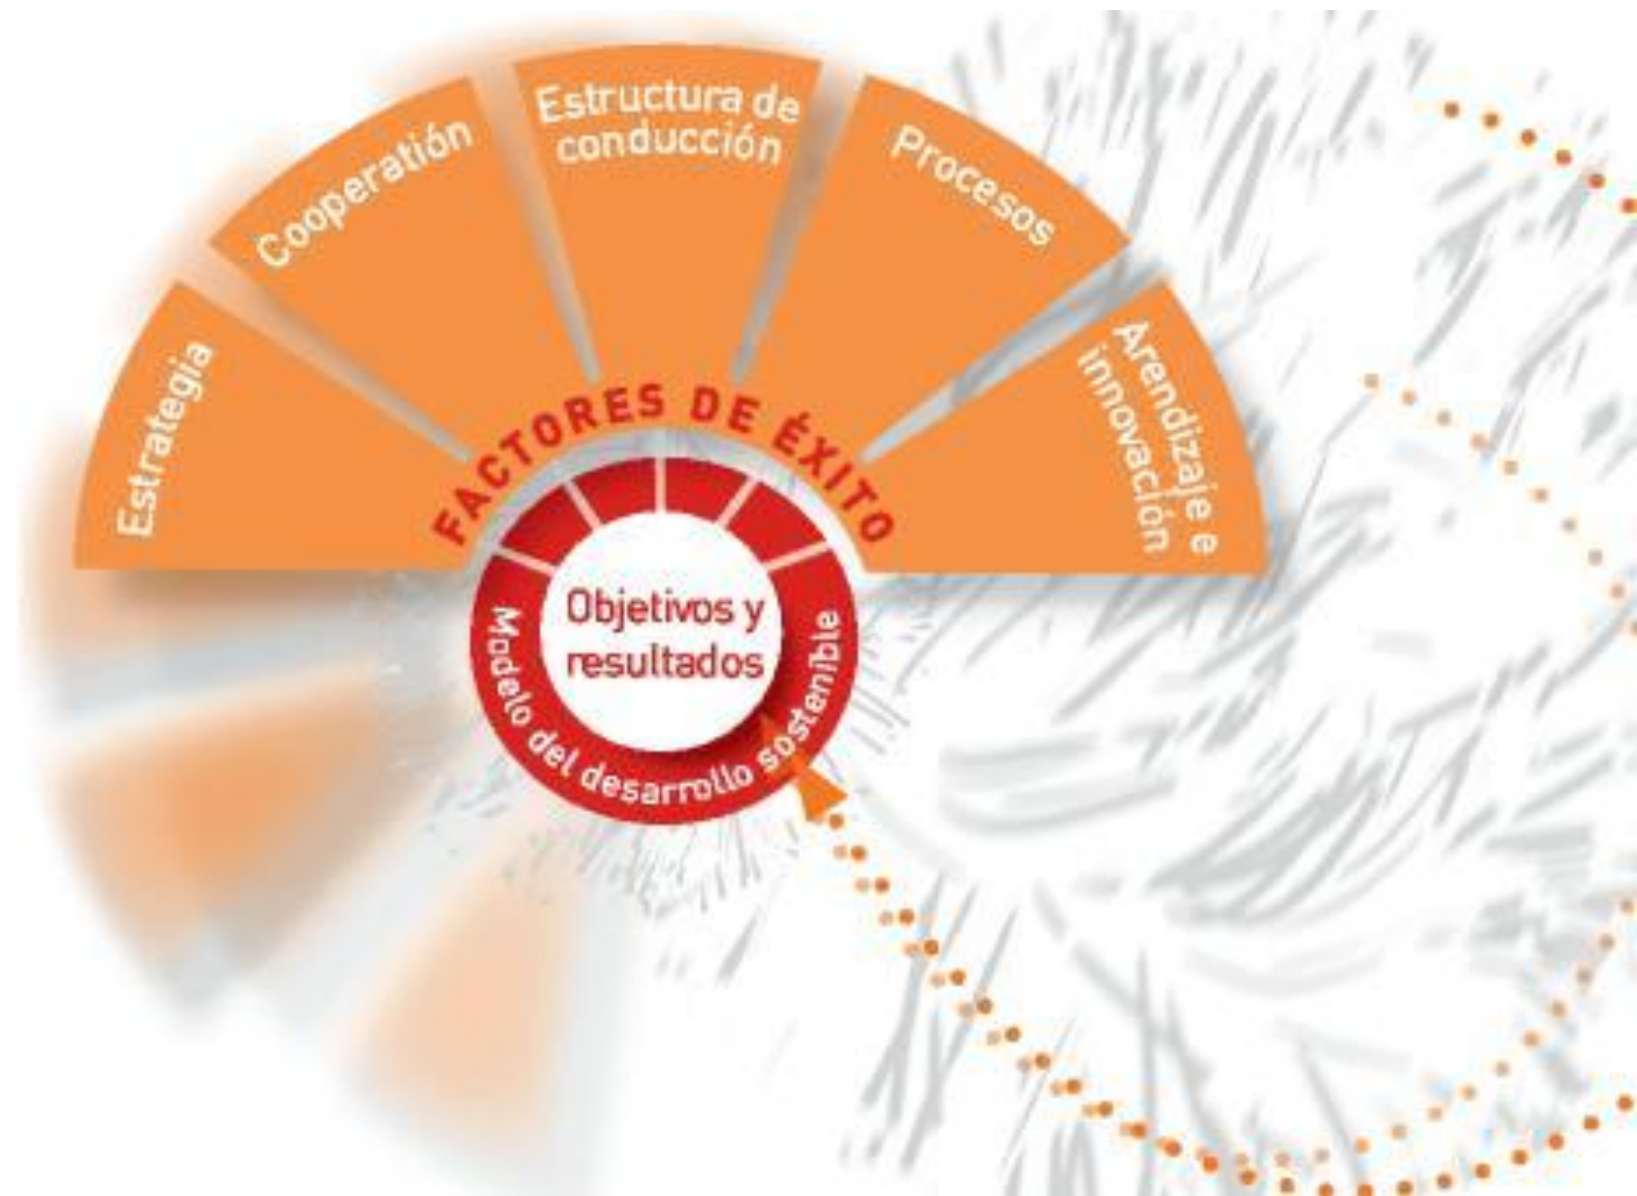 Estrategia
Cooperatión
Estructura de
conducción
Procesos
Arendizaje e
innovación
FACTORES DE ÉXITO
Objetivos y
resultados
Modelo del desarrollo sostenible